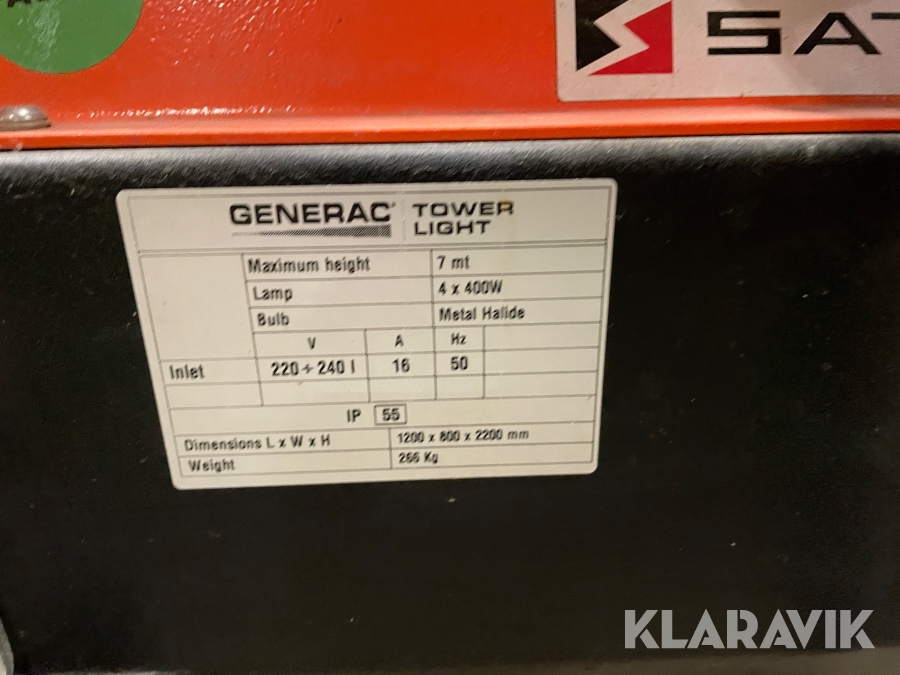 SAT
GENERAC TOWER LIGHT
Maximum height 7 mt
Lamp 4 x 400W
Bulb Metal Halide
V A Hz
Inlet 220 ÷ 240 I 16 50
IP 55
Dimensions L x W x H 1200 x 800 x 2200 mm
Weight 266 Kg
KLARAVIK